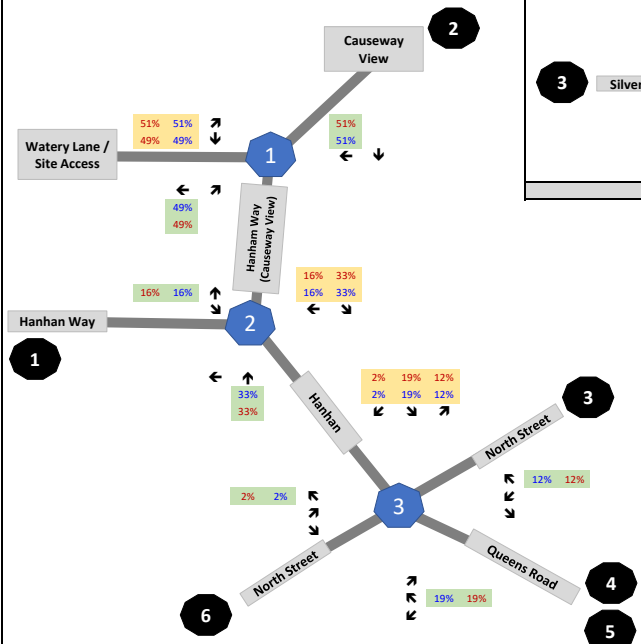 2
Causeway
View
3
Silver
51% 51%
49% 49%
51%
51%
Watery Lane /
Site Access
1
49%
49%
Hanham Way
(Causeway View)
16% 33%
16% 33%
16% 16%
Hanhan Way
2
1
33%
33%
2% 19% 12%
2% 19% 12%
Hanhan
3
North Street
12% 12%
2% 2%
3
Queens Road
North Street
4
19% 19%
6
5